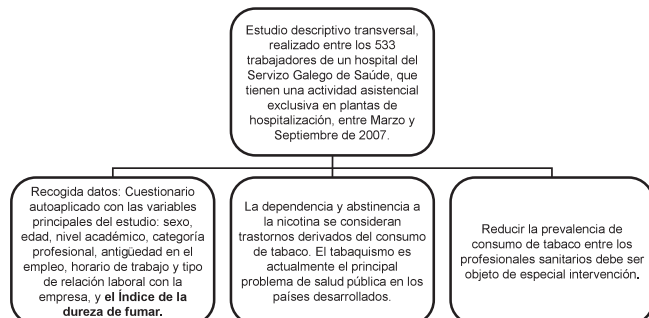 Estudio descriptivo transversal,
realizado entre los 533
trabajadores de un hospital del
Servizo Galego de Saúde, que
tienen una actividad asistencial
exclusiva en plantas de
hospitalización, entre Marzo y
Septiembre de 2007.
Recogida datos: Cuestionario
autoaplicado con las variables
principales del estudio: sexo,
edad, nivel académico, categoría
profesional, antigüedad en el
empleo, horario de trabajo y tipo
de relación laboral con la
empresa, y el Índice de la
dureza de fumar.
La dependencia y abstinencia a
la nicotina se consideran
trastornos derivados del consumo
de tabaco. El tabaquismo es
actualmente el principal
problema de salud pública en los
países desarrollados.
Reducir la prevalencia de
consumo de tabaco entre los
profesionales sanitarios debe ser
objeto de especial intervención.